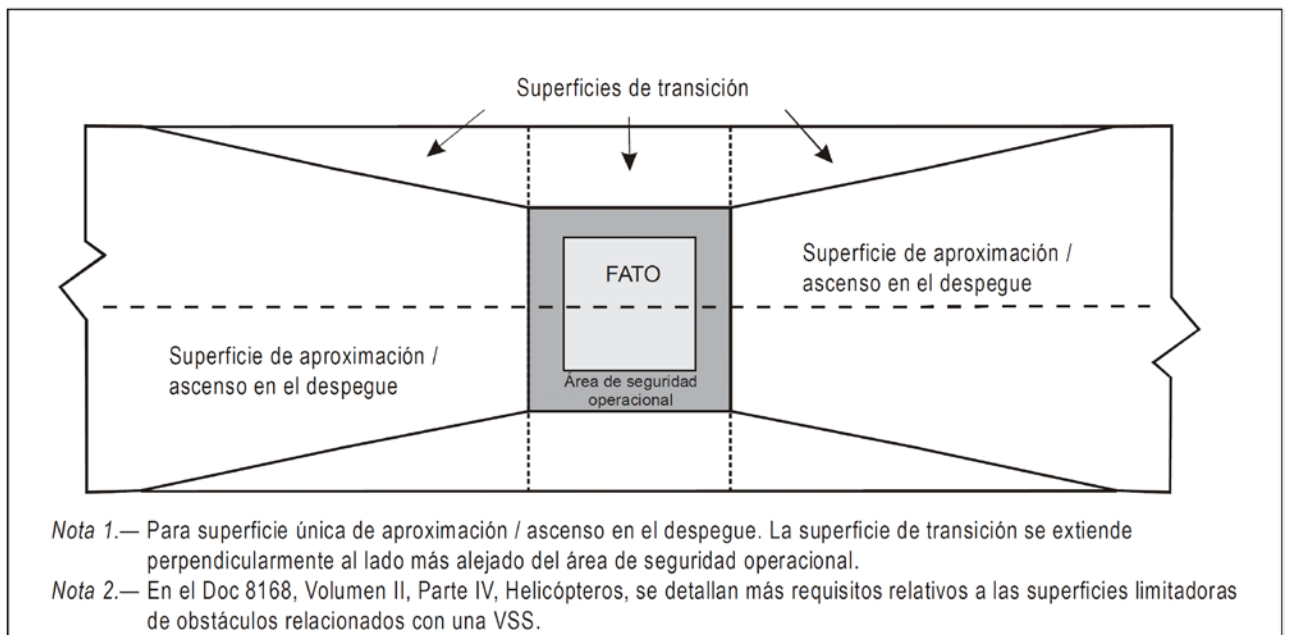 Superficies de transición
Superficie de aproximación /
ascenso en el despegue
FATO
Superficie de aproximación /
ascenso en el despegue
Área de seguridad
operacional
Nota 1.— Para superficie única de aproximación / ascenso en el despegue. La superficie de transición se extiende
perpendicularmente al lado más alejado del área de seguridad operacional.
Nota 2.— En el Doc 8168, Volumen II, Parte IV, Helicópteros, se detallan más requisitos relativos a las superficies limitadoras
de obstáculos relacionados con una VSS.